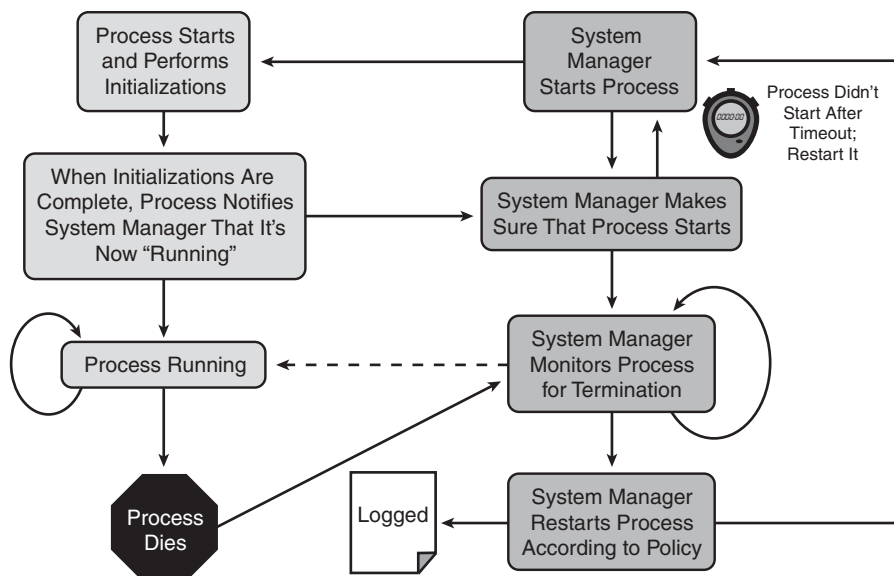 Process Starts
and Performs
Initializations
System
Manager
Starts Process
Process Didn't
Start After
Timeout;
Restart It
When Initializations Are
Complete, Process Notifies
System Manager That It's
Now “Running”
System Manager Makes
Sure That Process Starts
Process Running
System Manager
Monitors Process
for Termination
Process
Dies
Logged
System Manager
Restarts Process
According to Policy